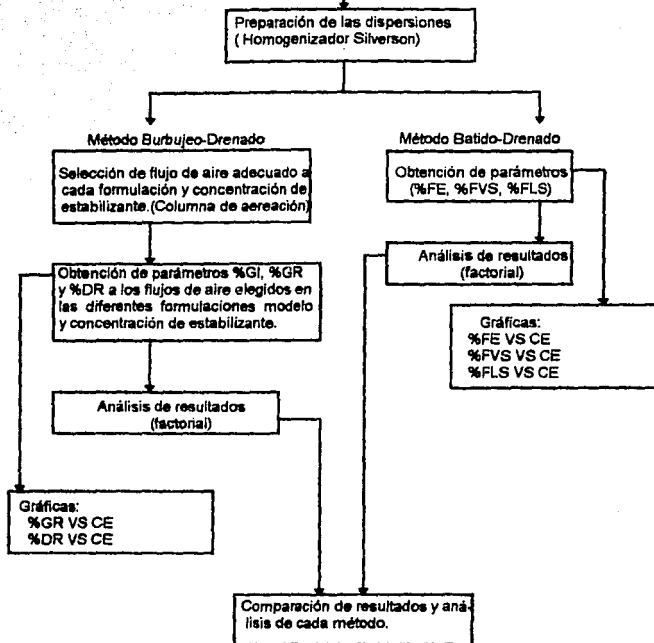 Preparación de las dispersiones
( Homogenizador Silverson)
Método Burbujeo-Drenado
Selección de flujo de aire adecuado a
cada formulación y concentración de
estabilizante.(Columna de aereación)
Obtención de parámetros %GI, %GR
y %DR a los flujos de aire elegidos en
las diferentes formulaciones modelo
y concentración de estabilizante.
Análisis de resultados
(factorial)
Gráficas:
%GR VS CE
%DR VS CE
Método Batido-Drenado
Obtención de parámetros
(%FE, %FVS, %FLS)
Análisis de resultados
(factorial)
Gráficas:
%FE VS CE
%FVS VS CE
%FLS VS CE
Comparación de resultados y aná-
lisis de cada método.